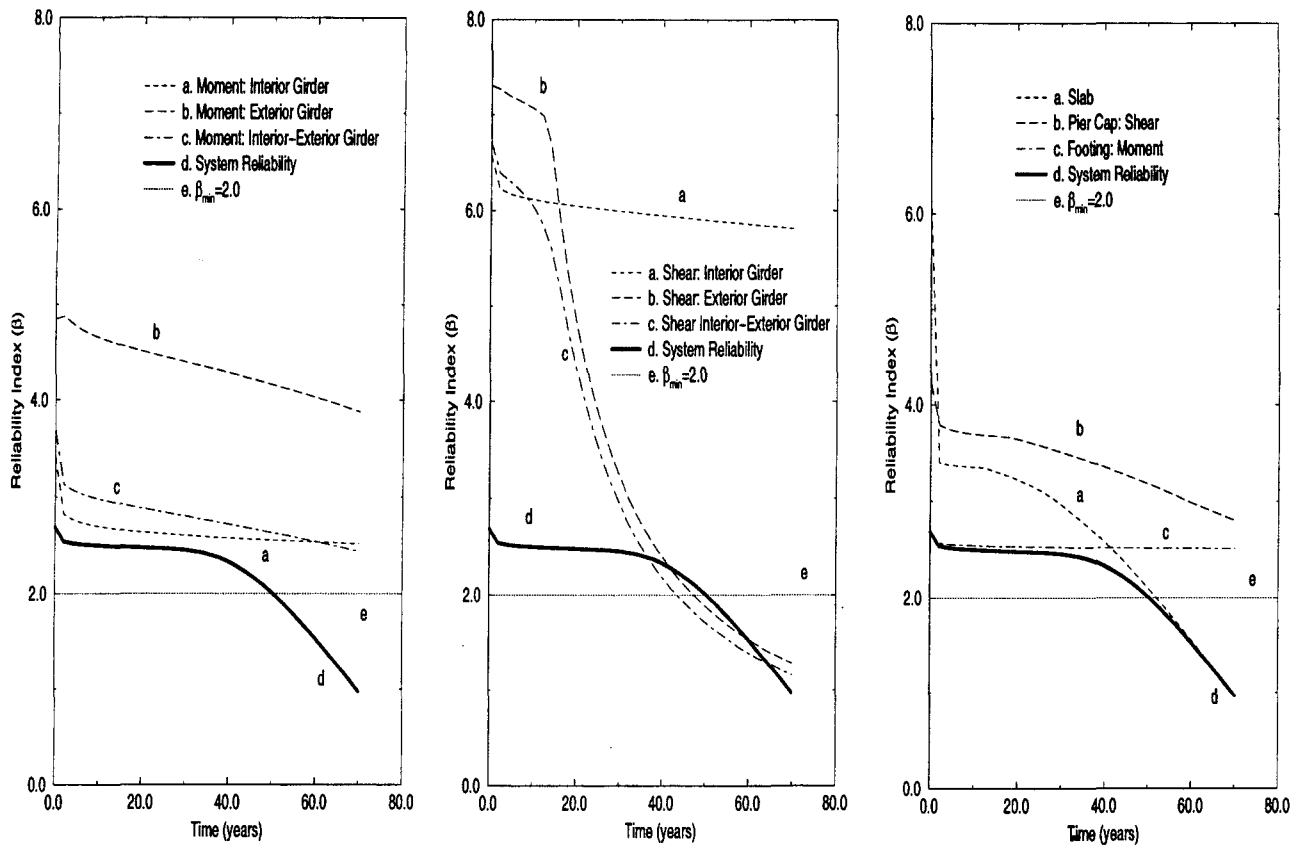 8.0
6.0
4.0
2.0
0.0
Reliability Index (β)
a. Moment: Interior Girder
b. Moment: Exterior Girder
c. Moment: Interior-Exterior Girder
d. System Reliability
e. βmin=2.0
b
c
a
e
d
0.0 20.0 40.0 60.0 80.0
Time (years)
8.0
6.0
4.0
2.0
0.0
Reliability Index (β)
b
a
a. Shear: Interior Girder
b. Shear: Exterior Girder
c. Shear Interior-Exterior Girder
d. System Reliability
e. βmin=2.0
c
d
e
0.0 20.0 40.0 60.0 80.0
Time (years)
8.0
6.0
4.0
2.0
0.0
Reliability Index (β)
a. Slab
b. Pier Cap: Shear
c. Footing: Moment
d. System Reliability
e. βmin=2.0
b
a
c
e
d
0.0 20.0 40.0 60.0 80.0
Time (years)